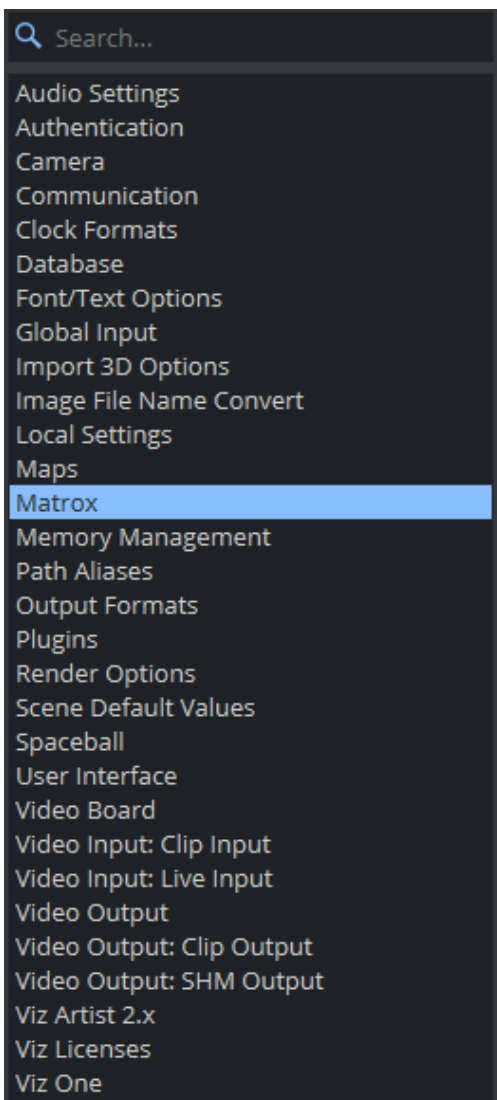 Search...
Audio Settings
Authentication
Camera
Communication
Clock Formats
Database
Font/Text Options
Global Input
Import 3D Options
Image File Name Convert
Local Settings
Maps
Matrox
Memory Management
Path Aliases
Output Formats
Plugins
Render Options
Scene Default Values
Spaceball
User Interface
Video Board
Video Input: Clip Input
Video Input: Live Input
Video Output
Video Output: Clip Output
Video Output: SHM Output
Viz Artist 2.x
Viz Licenses
Viz One